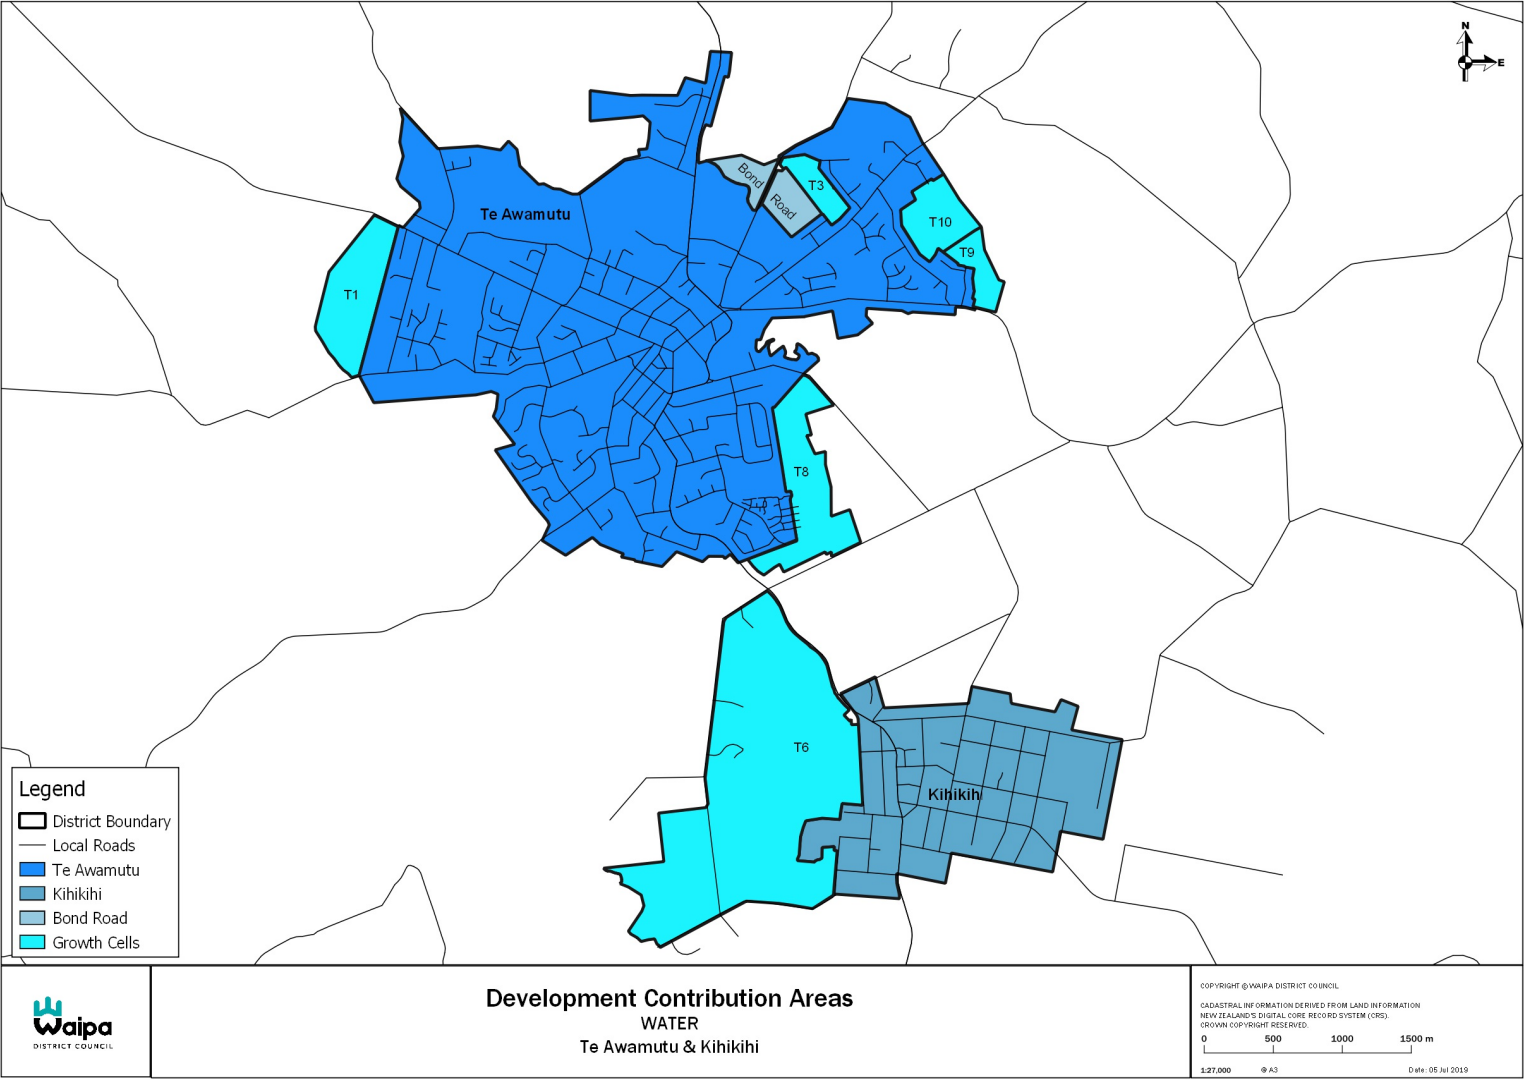 N
E
Bond
Road
T3
Te Awamutu
T10
T9
T1
T8
T6
Kihikihi
Legend
District Boundary
Local Roads
Te Awamutu
Kihikihi
Bond Road
Growth Cells
Waipa
DISTRICT COUNCIL
Development Contribution Areas
WATER
Te Awamutu & Kihikihi
COPYRIGHT @ WAIPA DISTRICT COUNCIL
CADASTRAL INFORMATION DERIVED FROM LAND INFORMATION
NEW ZEALAND'S DIGITAL CORE RECORD SYSTEM (CRS).
CROWN COPYRIGHT RESERVED.
0 500 1000 1500 m
1:27,000 @ A3 Date: 05 Jul 2019